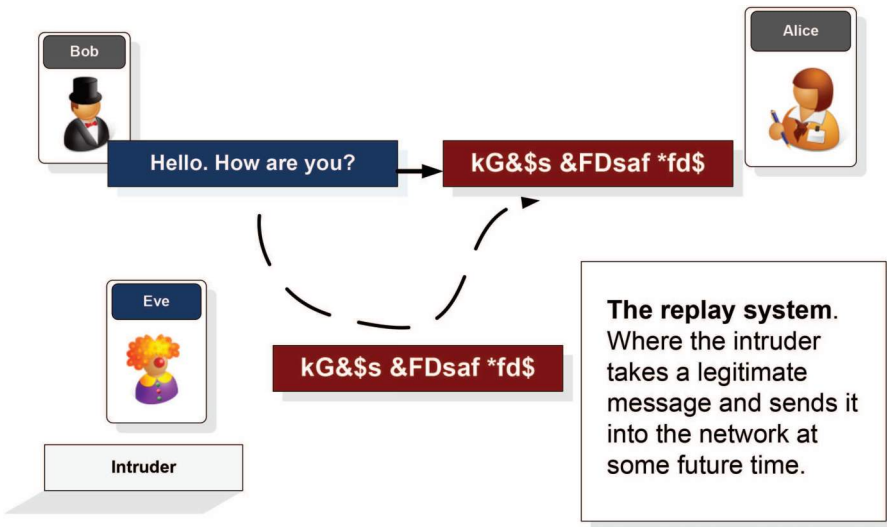 Bob
Alice
Hello. How are you?
kG&$s &FDsaf *fd$
Eve
kG&$s &FDsaf *fd$
Intruder
The replay system.
Where the intruder
takes a legitimate
message and sends it
into the network at
some future time.